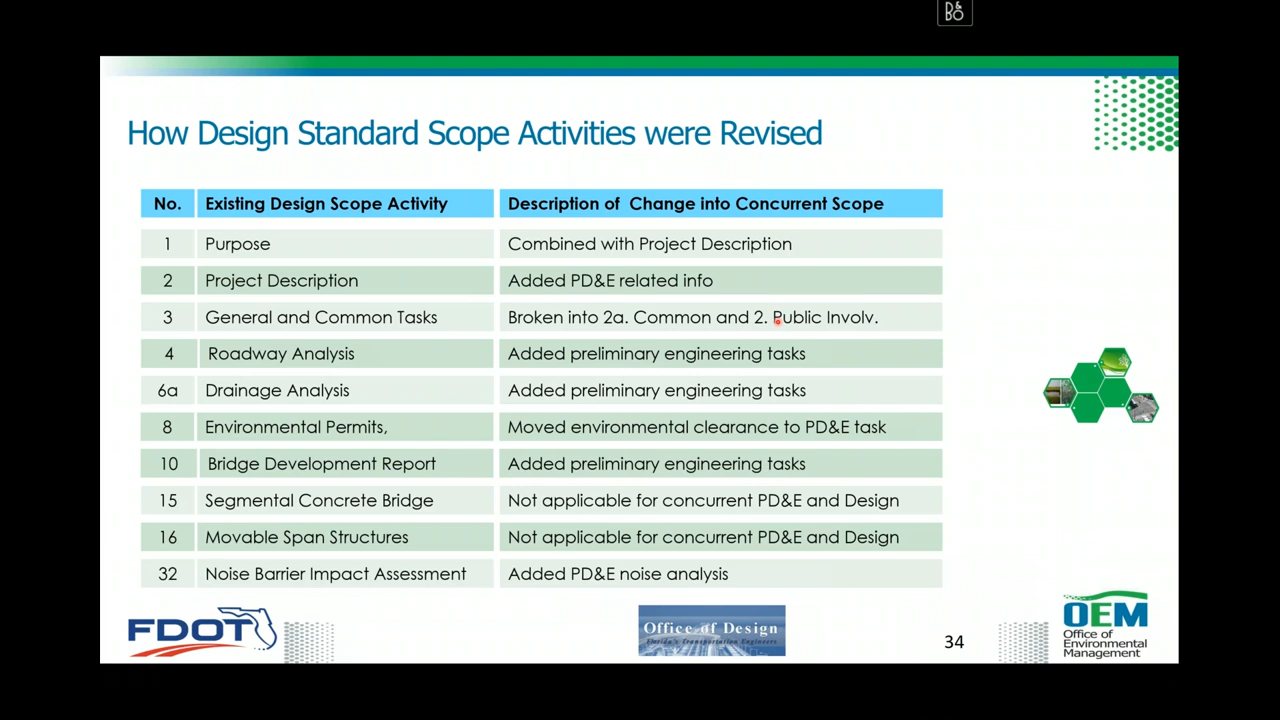 B&O
How Design Standard Scope Activities were Revised
No. Existing Design Scope Activity Description of Change into Concurrent Scope
1 Purpose Combined with Project Description
2 Project Description Added PD&E related info
3 General and Common Tasks Broken into 2a. Common and 2. Public Involv.
4 Roadway Analysis Added preliminary engineering tasks
6a Drainage Analysis Added preliminary engineering tasks
8 Environmental Permits, Moved environmental clearance to PD&E task
10 Bridge Development Report Added preliminary engineering tasks
15 Segmental Concrete Bridge Not applicable for concurrent PD&E and Design
16 Movable Span Structures Not applicable for concurrent PD&E and Design
32 Noise Barrier Impact Assessment Added PD&E noise analysis
FDOT
Office of Design
Florida's Transportation Engineers
34
OEM
Office of
Environmental
Management